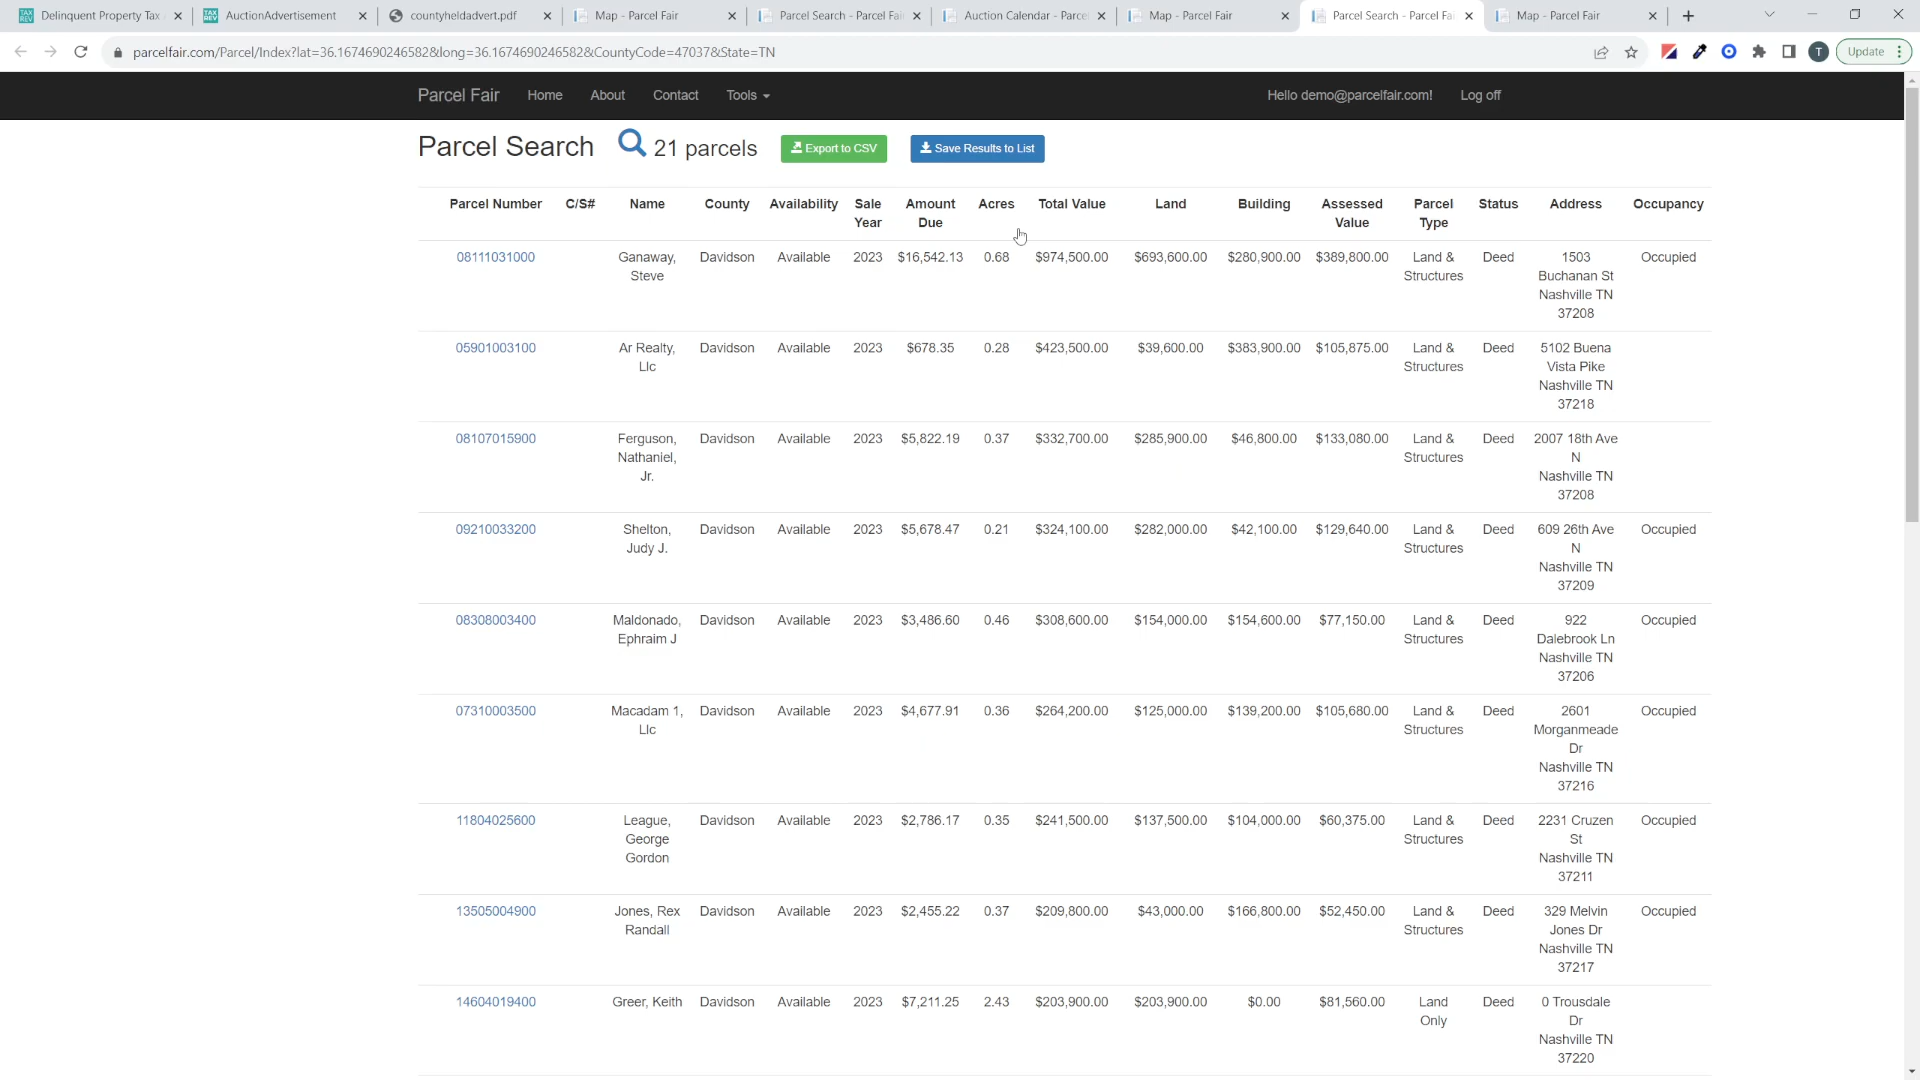 Delinquent Property Tax
AuctionAdvertisement
countyheldadvert.pdf
Map - Parcel Fair
Parcel Search - Parcel Fai
Auction Calendar - Parcel
Map - Parcel Fair
Parcel Search - Parcel Fai
Map - Parcel Fair
parcelfair.com/Parcel/Index?lat=36.1674690246582&long=36.1674690246582&CountyCode=47037&State=TN
T
Update
Parcel Fair
Home
About
Contact
Tools
Hello demo@parcelfair.com!
Log off
Parcel Search
21 parcels
Export to CSV
Save Results to List
Parcel Number C/S# Name County Availability Sale Year Amount Due Acres Total Value Land Building Assessed Value Parcel Type Status Address Occupancy
08111031000 Ganaway, Steve Davidson Available 2023 $16,542.13 0.68 $974,500.00 $693,600.00 $280,900.00 $389,800.00 Land & Structures Deed 1503 Buchanan St Nashville TN 37208 Occupied
05901003100 Ar Realty, Llc Davidson Available 2023 $678.35 0.28 $423,500.00 $39,600.00 $383,900.00 $105,875.00 Land & Structures Deed 5102 Buena Vista Pike Nashville TN 37218
08107015900 Ferguson, Nathaniel, Jr. Davidson Available 2023 $5,822.19 0.37 $332,700.00 $285,900.00 $46,800.00 $133,080.00 Land & Structures Deed 2007 18th Ave N Nashville TN 37208
09210033200 Shelton, Judy J. Davidson Available 2023 $5,678.47 0.21 $324,100.00 $282,000.00 $42,100.00 $129,640.00 Land & Structures Deed 609 26th Ave N Nashville TN 37209 Occupied
08308003400 Maldonado, Ephraim J Davidson Available 2023 $3,486.60 0.46 $308,600.00 $154,000.00 $154,600.00 $77,150.00 Land & Structures Deed 922 Dalebrook Ln Nashville TN 37206 Occupied
07310003500 Macadam 1, Llc Davidson Available 2023 $4,677.91 0.36 $264,200.00 $125,000.00 $139,200.00 $105,680.00 Land & Structures Deed 2601 Morganmeade Dr Nashville TN 37216 Occupied
11804025600 League, George Gordon Davidson Available 2023 $2,786.17 0.35 $241,500.00 $137,500.00 $104,000.00 $60,375.00 Land & Structures Deed 2231 Cruzen St Nashville TN 37211 Occupied
13505004900 Jones, Rex Randall Davidson Available 2023 $2,455.22 0.37 $209,800.00 $43,000.00 $166,800.00 $52,450.00 Land & Structures Deed 329 Melvin Jones Dr Nashville TN 37217 Occupied
14604019400 Greer, Keith Davidson Available 2023 $7,211.25 2.43 $203,900.00 $203,900.00 $0.00 $81,560.00 Land Only Deed 0 Trousdale Dr Nashville TN 37220